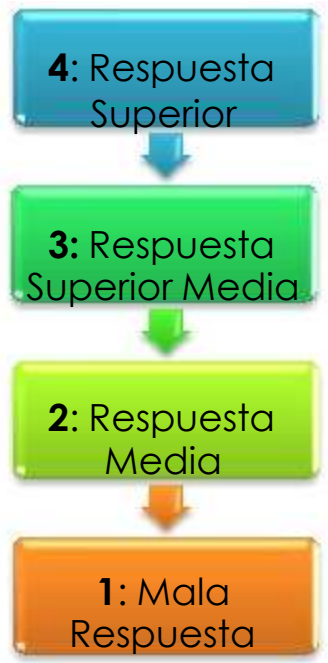 4: Respuesta
Superior
3: Respuesta
Superior Media
2: Respuesta
Media
1: Mala
Respuesta